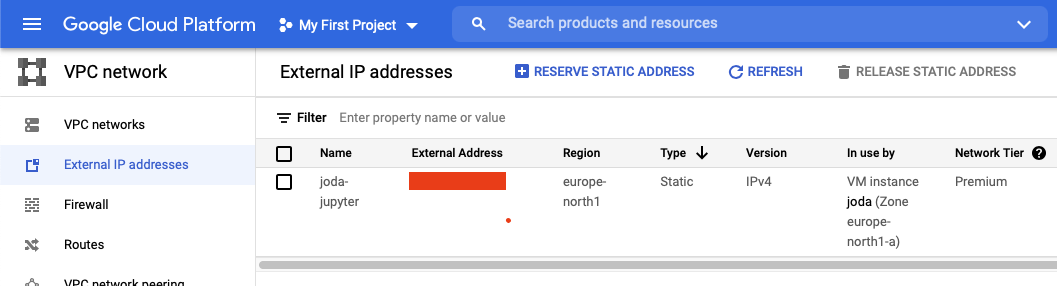 Google Cloud Platform My First Project Search products and resources
VPC network External IP addresses RESERVE STATIC ADDRESS REFRESH RELEASE STATIC ADDRESS
Filter Enter property name or value
VPC networks
External IP addresses
Firewall
Routes
VPC network peering
Name External Address Region Type Version In use by Network Tier ?
joda- europe- Static IPv4 VM instance Premium
jupyter north1 joda (Zone
europe-
north1-a)